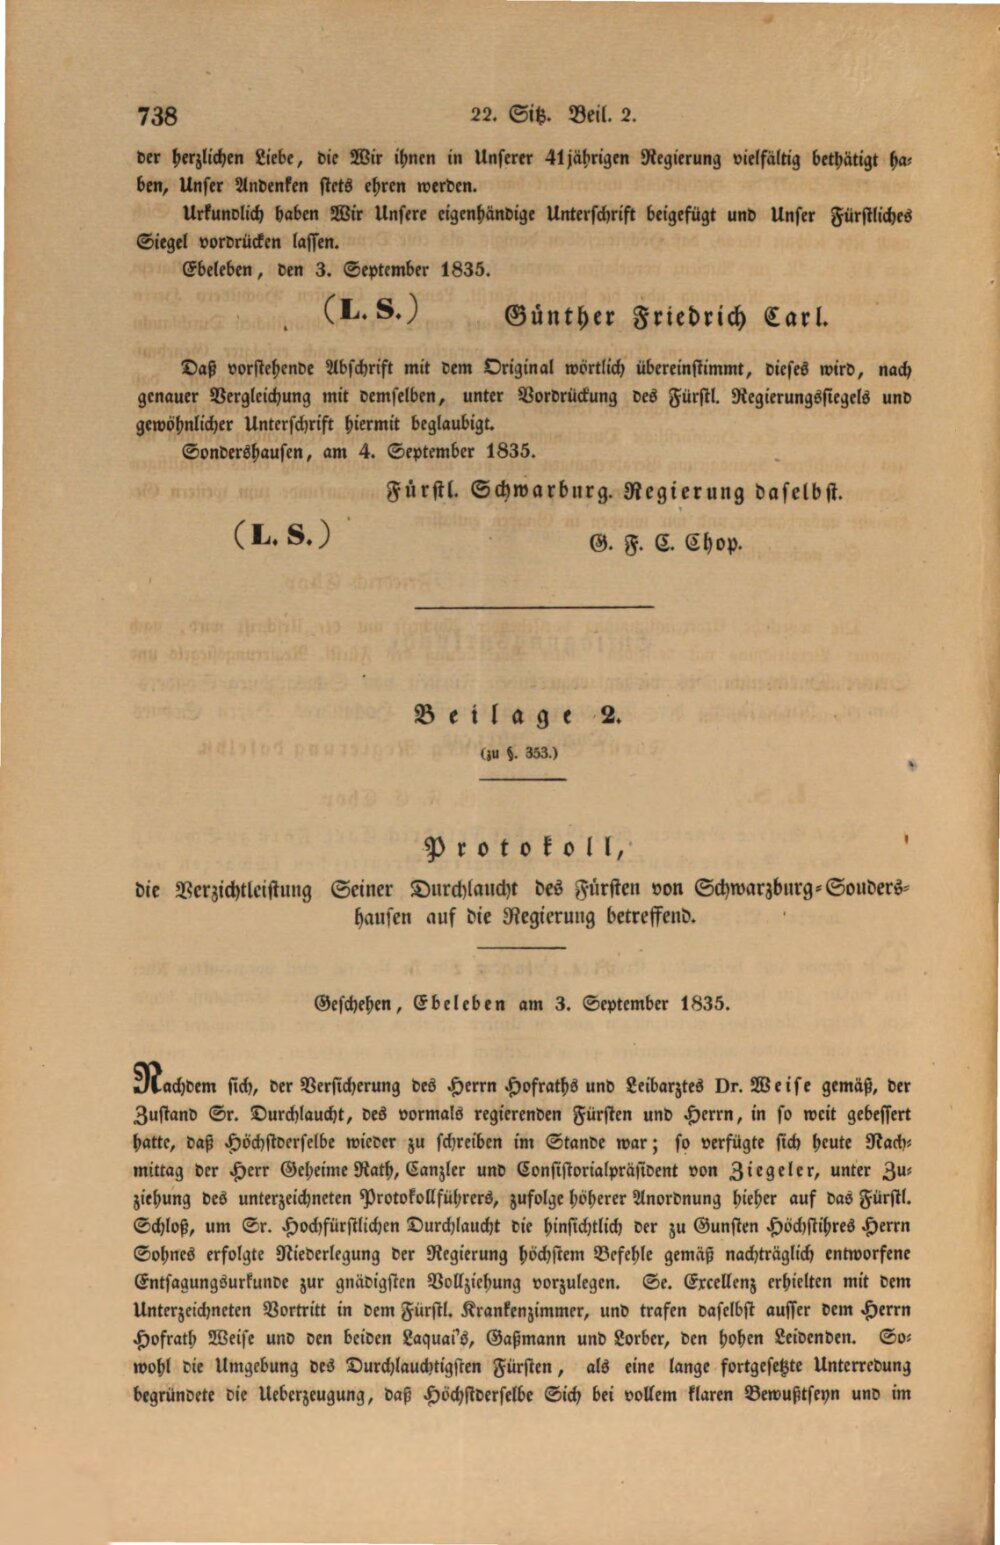 738 22. Sitz. Beil. 2.
der herzlichen Liebe, die Wir ihnen in Unserer 41jährigen Regierung vielfältig bethätigt ha-
ben, Unser Andenken stets ehren werden.
Urkundlich haben Wir Unsere eigenhändige Unterschrift beigefügt und Unser Fürstliches
Siegel vordrücken lassen.
Ebeleben, den 3. September 1835.
(L. S.) Günther Friedrich Carl.
Daß vorstehende Abschrift mit dem Original wörtlich übereinstimmt, dieses wird, nach
genauer Vergleichung mit demselben, unter Vordrückung des Fürstl. Regierungssiegels und
gewöhnlicher Unterschrift hiermit beglaubigt.
Sondershausen, am 4. September 1835.
Fürstl. Schwarburg. Regierung daselbst.
(L. S.) G. F. C. Chop.
Beilage 2.
(zu §. 353.)
Protokoll,
die Verzichtleistung Seiner Durchlaucht des Fürsten von Schwarzburg-Sonders-
hausen auf die Regierung betreffend.
Geschehen, Ebeleben am 3. September 1835.
Nachdem sich, der Versicherung des Herrn Hofraths und Leibarztes Dr. Weise gemäß, der
Zustand Sr. Durchlaucht, des vormals regierenden Fürsten und Herrn, in so weit gebessert
hatte, daß Höchstderselbe wieder zu schreiben im Stande war; so verfügte sich heute Nach-
mittag der Herr Geheime Rath, Canzler und Consistorialpräsident von Ziegeler, unter Zu-
ziehung des unterzeichneten Protokollführers, zufolge höherer Anordnung hieher auf das Fürstl.
Schloß, um Sr. Hochfürstlichen Durchlaucht die hinsichtlich der zu Gunsten Höchstihres Herrn
Sohnes erfolgte Niederlegung der Regierung höchstem Befehle gemäß nachträglich entworfene
Entsagungsurkunde zur gnädigsten Vollziehung vorzulegen. Se. Excellenz erhielten mit dem
Unterzeichneten Vortritt in dem Fürstl. Krankenzimmer, und trafen daselbst ausser dem Herrn
Hofrath Weise und den beiden Laquai's, Gaßmann und Lorber, den hohen Leidenden. So-
wohl die Umgebung des Durchlauchtigsten Fürsten, als eine lange fortgesetzte Unterredung
begründete die Ueberzeugung, daß Höchstderselbe Sich bei vollem klaren Bewußtseyn und im